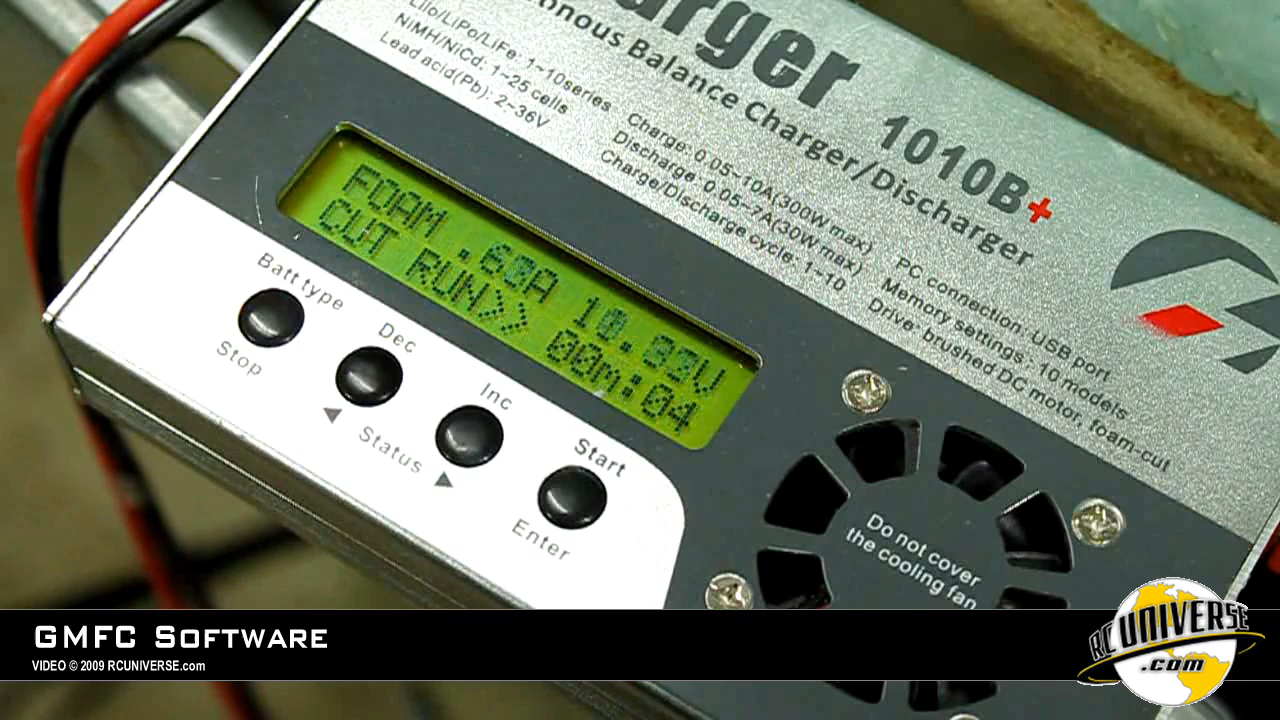 onous Balance Charger/Discharger
1010B+
LiIo/LiPo/LiFe: 1~10series
NiMH/NiCd: 1~25 cells
Lead acid(Pb): 2~36V
Charge: 0.05~10A(300W max)
Discharge: 0.05~7A(30W max)
Charge/Discharge cycle: 1~10
PC connection: USB port
Memory settings: 10 models
Drive: brushed DC motor, foam-cut
FOAM .60A 10.93V
CUT RUN>> 00m:04
Batt type
Dec
Inc
Start
Stop
Status
Enter
Do not cover
the cooling fan
GMFC Software
VIDEO © 2009 RCUNIVERSE.com
RC UNIVERSE
.com